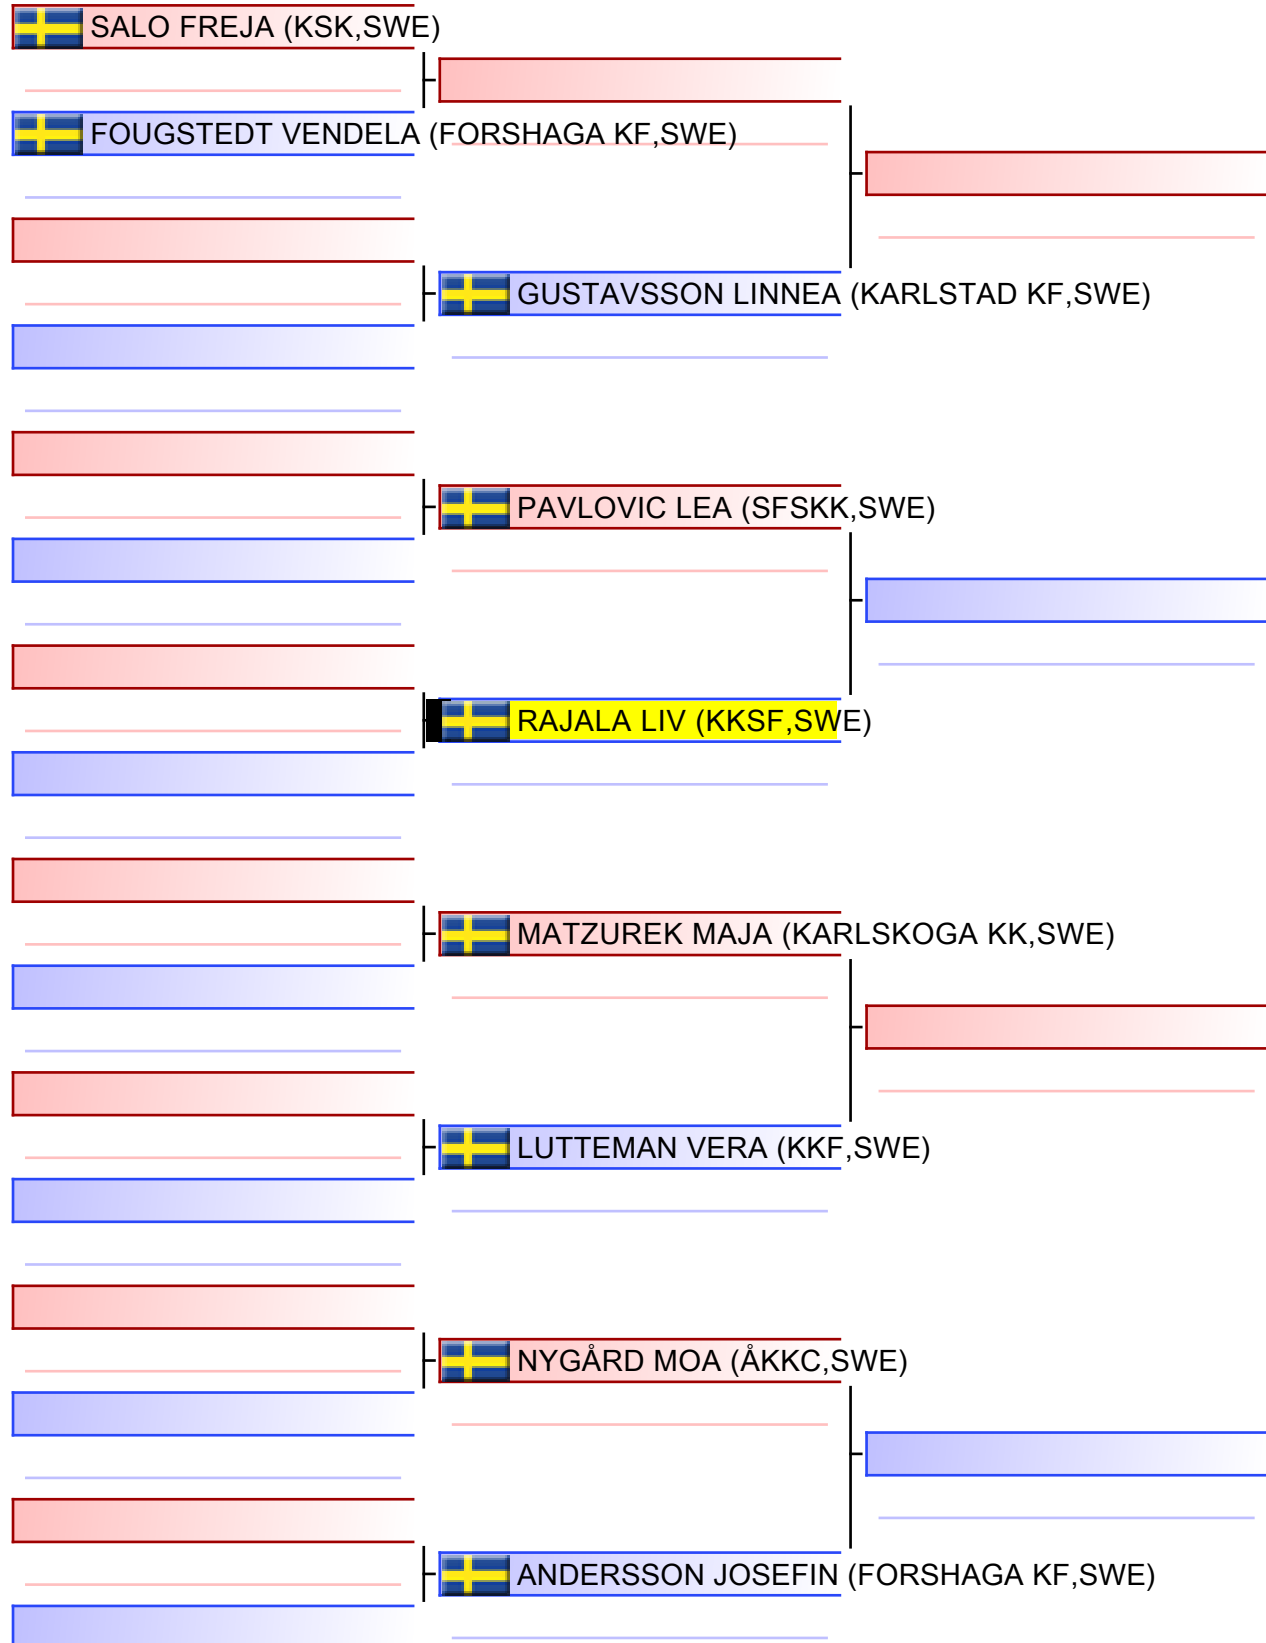 SALO FREJA (KSK,SWE)
FOUGSTEDT VENDELA (FORSHAGA KF,SWE)
GUSTAVSSON LINNEA (KARLSTAD KF,SWE)
PAVLOVIC LEA (SFSKK,SWE)
RAJALA LIV (KKSF,SWE)
MATZUREK MAJA (KARLSKOGA KK,SWE)
LUTTEMAN VERA (KKF,SWE)
NYGÅRD MOA (ÅKKC,SWE)
ANDERSSON JOSEFIN (FORSHAGA KF,SWE)